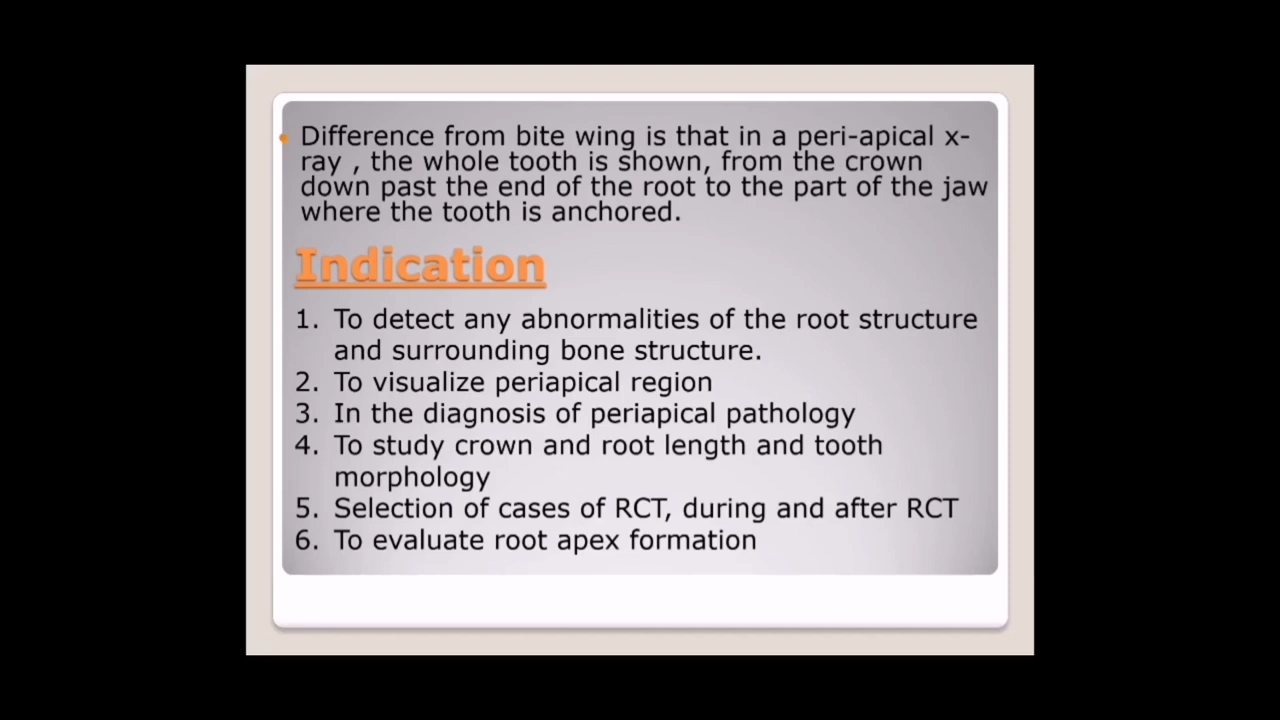 • Difference from bite wing is that in a peri-apical x-
ray , the whole tooth is shown, from the crown
down past the end of the root to the part of the jaw
where the tooth is anchored.
Indication
1. To detect any abnormalities of the root structure
and surrounding bone structure.
2. To visualize periapical region
3. In the diagnosis of periapical pathology
4. To study crown and root length and tooth
morphology
5. Selection of cases of RCT, during and after RCT
6. To evaluate root apex formation